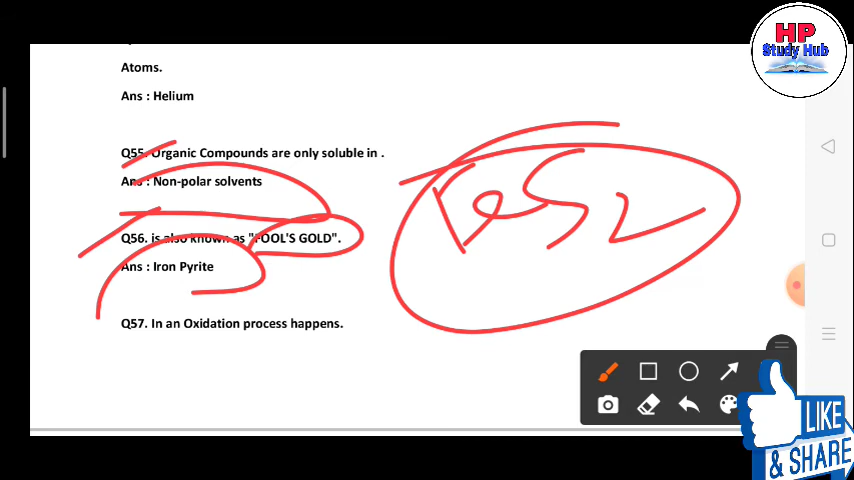 HP
Study Hub
Atoms.
Ans : Helium
Q55. Organic Compounds are only soluble in .
Ans : Non-polar solvents
Q56. is also known as "FOOL'S GOLD".
Ans : Iron Pyrite
Q57. In an Oxidation process happens.
LIKE
& SHARE